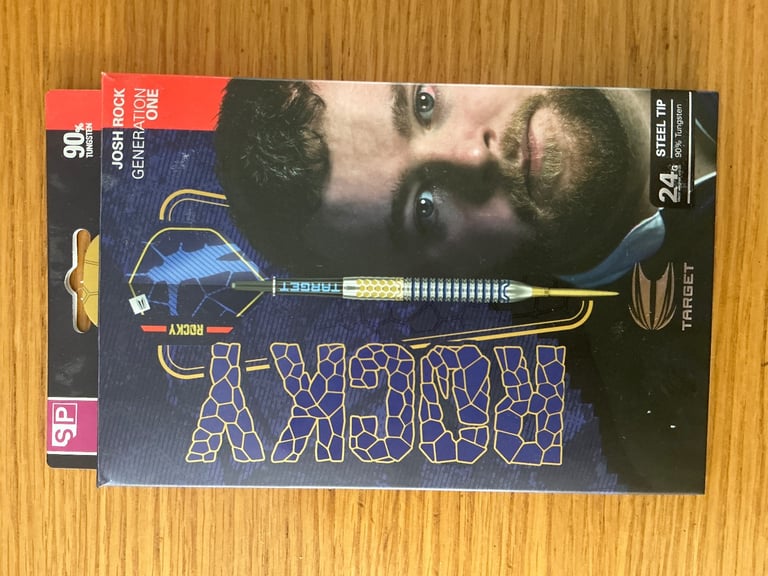 90%
TUNGSTEN
JOSH ROCK
GENERATION
ONE
STEEL TIP
24G
90% Tungsten
TARGET
TARGET
ROCKY
ROCKY
SP